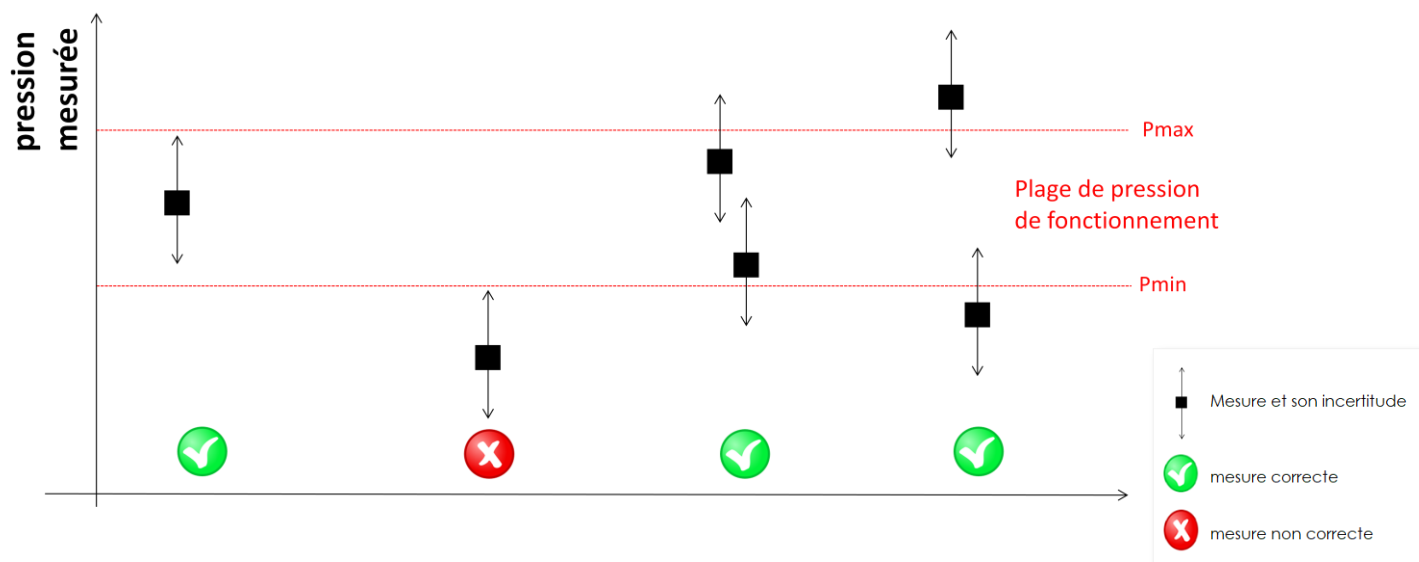 pression
mesurée
Pmax
Plage de pression
de fonctionnement
Pmin
Mesure et son incertitude
mesure correcte
mesure non correcte